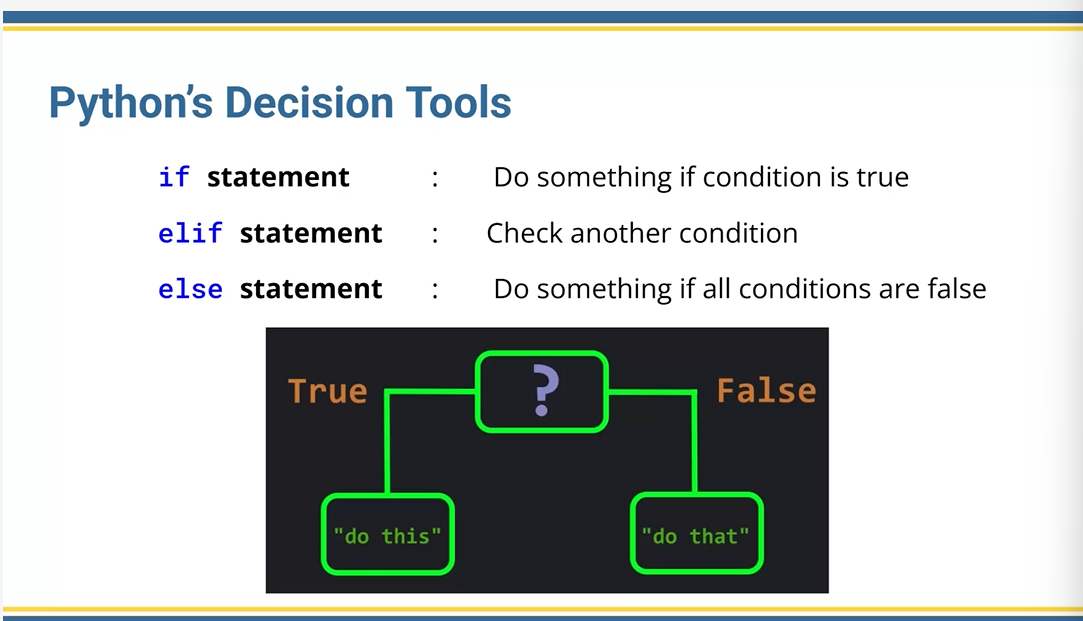 Python’s Decision Tools
if statement : Do something if condition is true
elif statement : Check another condition
else statement : Do something if all conditions are false
True ? False
"do this" "do that"